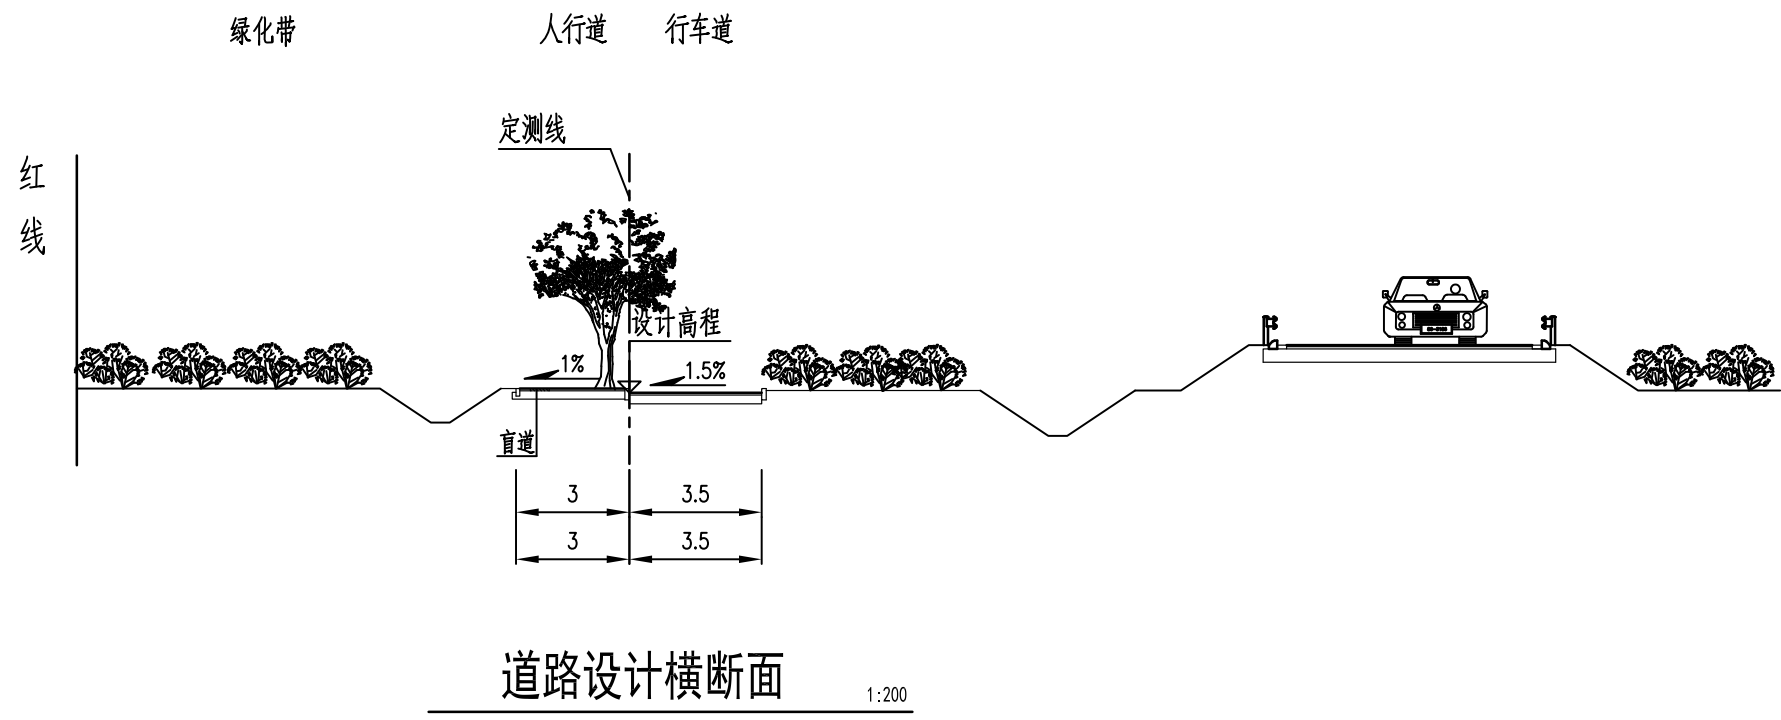 绿化带 人行道 行车道
定测线
红
线
设计高程
1% 1.5%
盲道
3 3.5
3 3.5
道路设计横断面 1:200